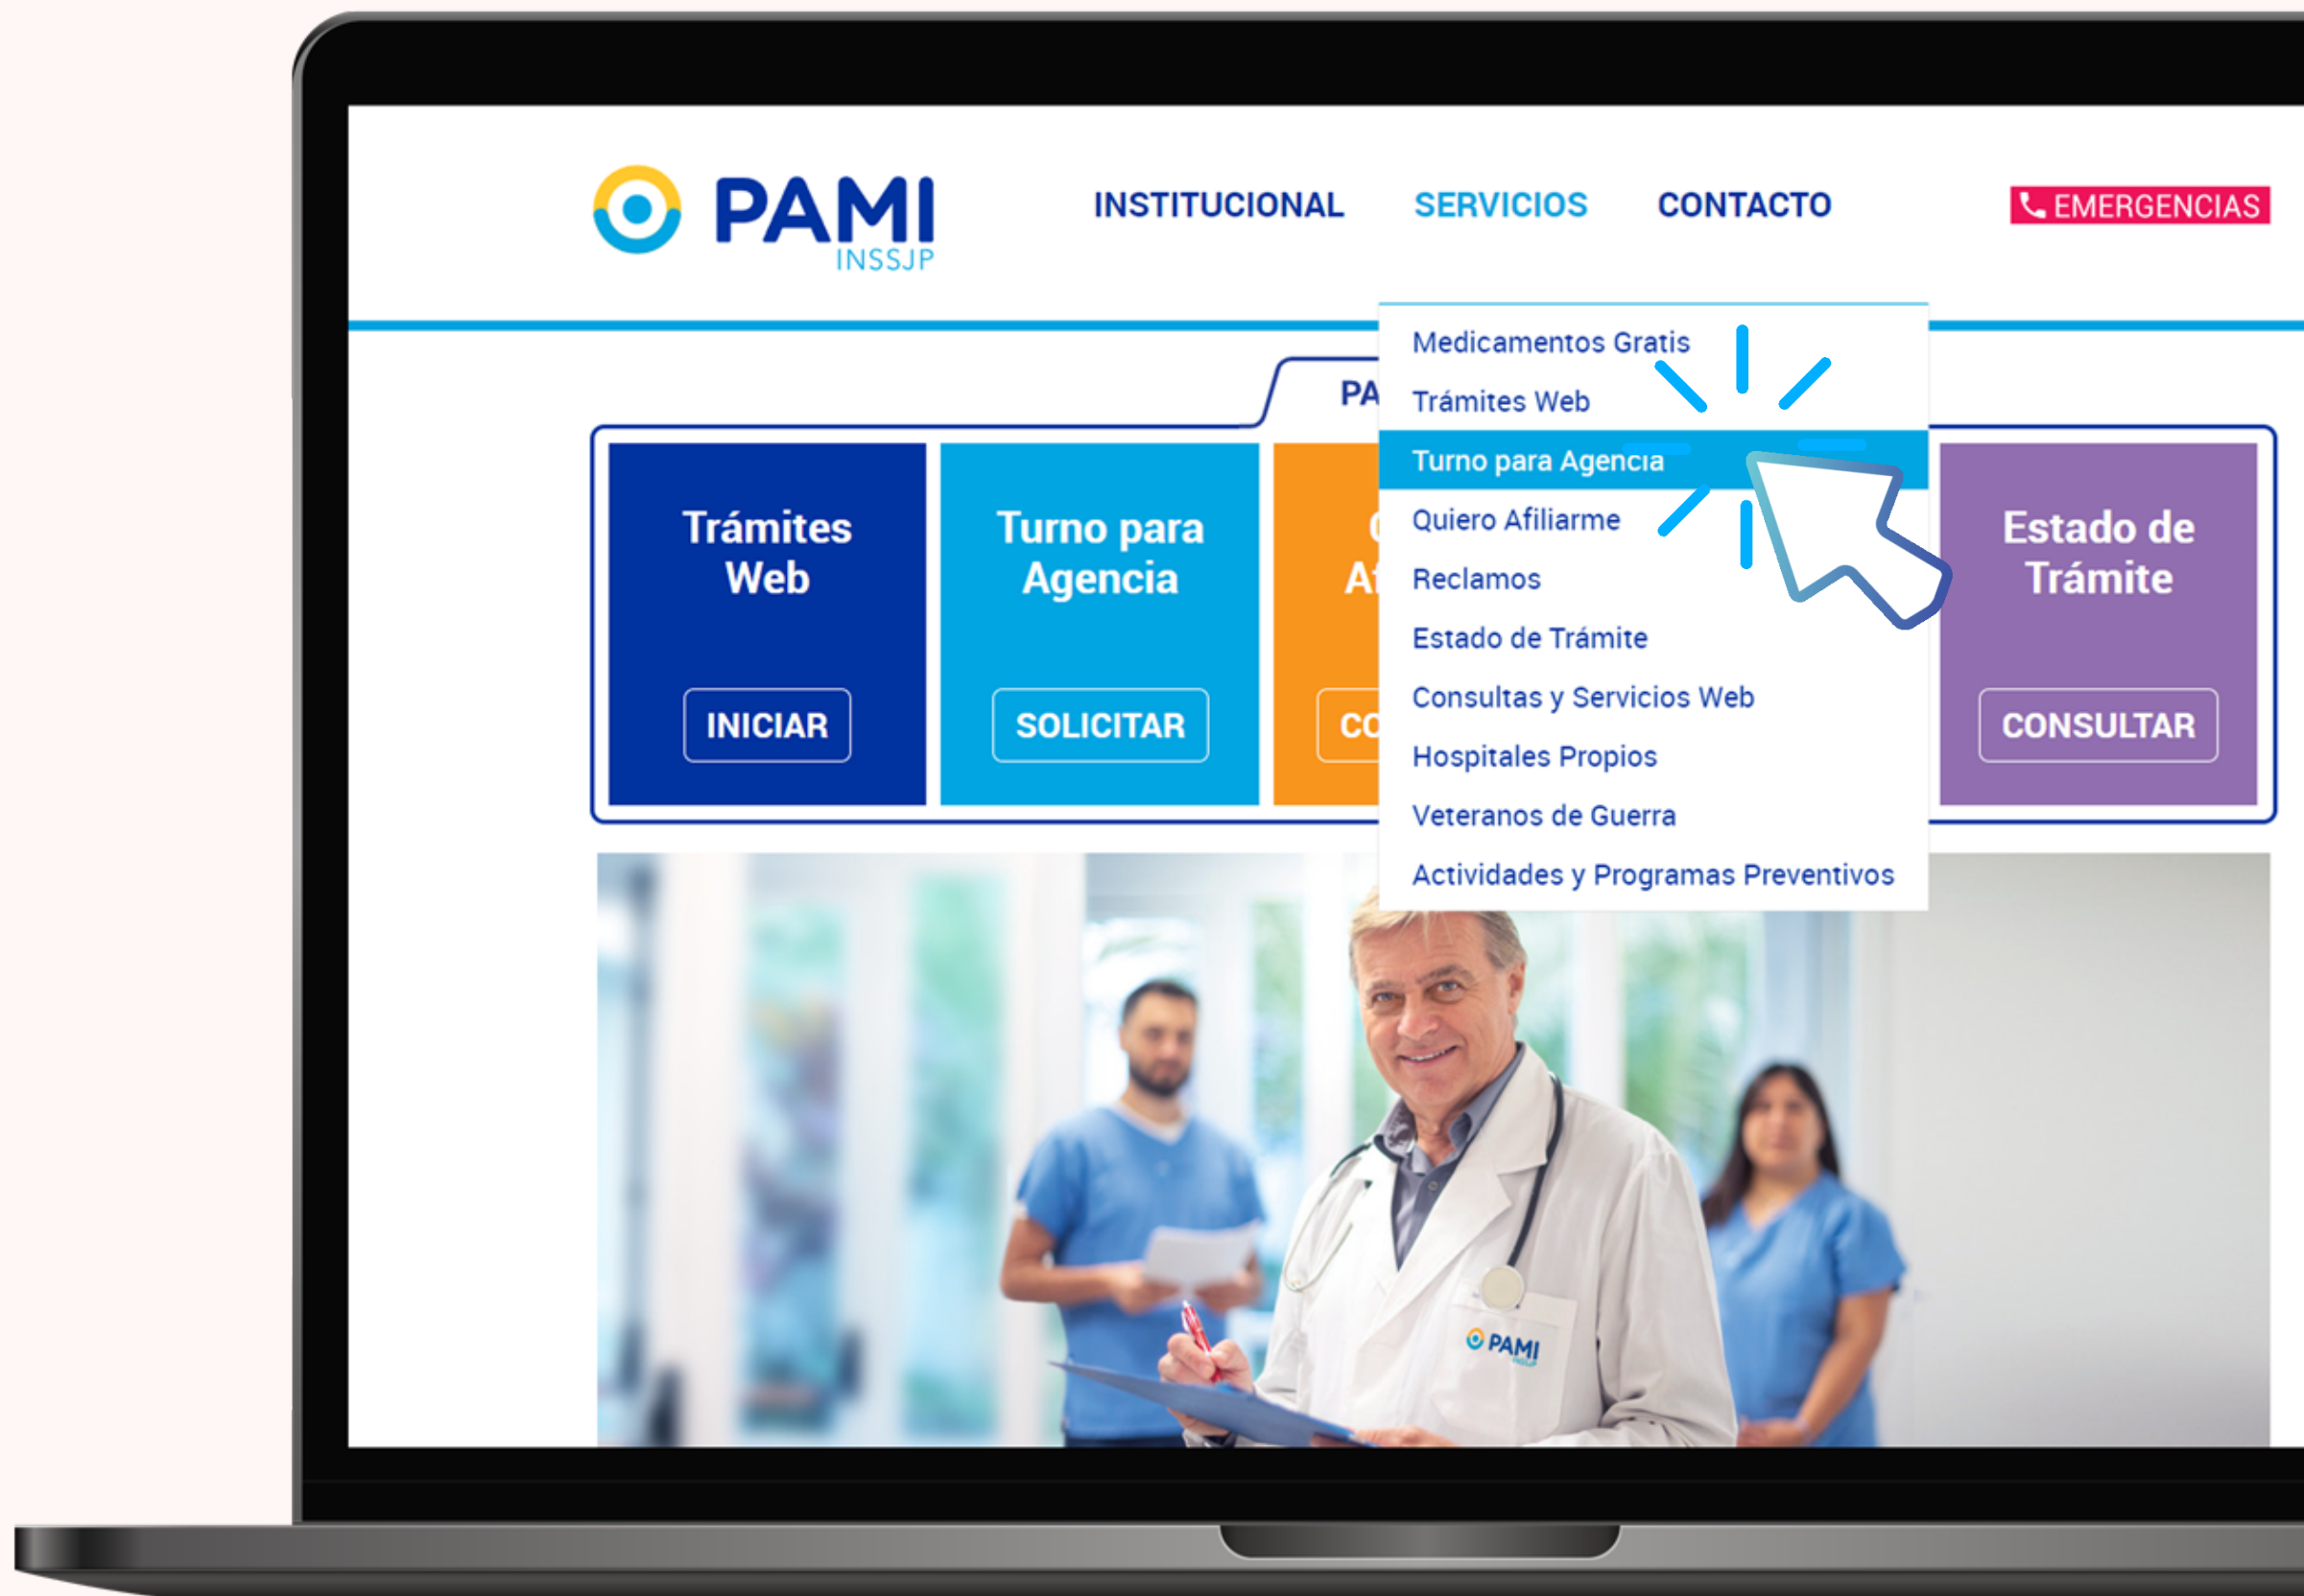 PAMI
INSSJP
INSTITUCIONAL
SERVICIOS
CONTACTO
EMERGENCIAS
Medicamentos Gratis
Trámites Web
Turno para Agencia
Quiero Afiliarme
Reclamos
Estado de Trámite
Consultas y Servicios Web
Hospitales Propios
Veteranos de Guerra
Actividades y Programas Preventivos
Trámites
Web
INICIAR
Turno para
Agencia
SOLICITAR
Estado de
Trámite
CONSULTAR
PAMI
INSSJP